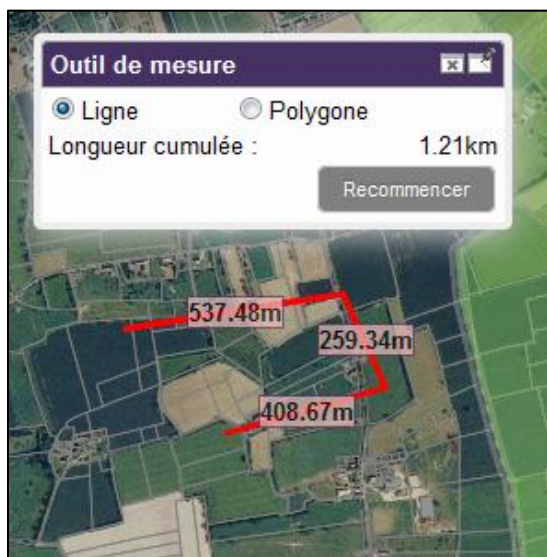 Outil de mesure
Ligne Polygone
Longueur cumulée : 1.21km
Recommencer
537.48m
259.34m
408.67m